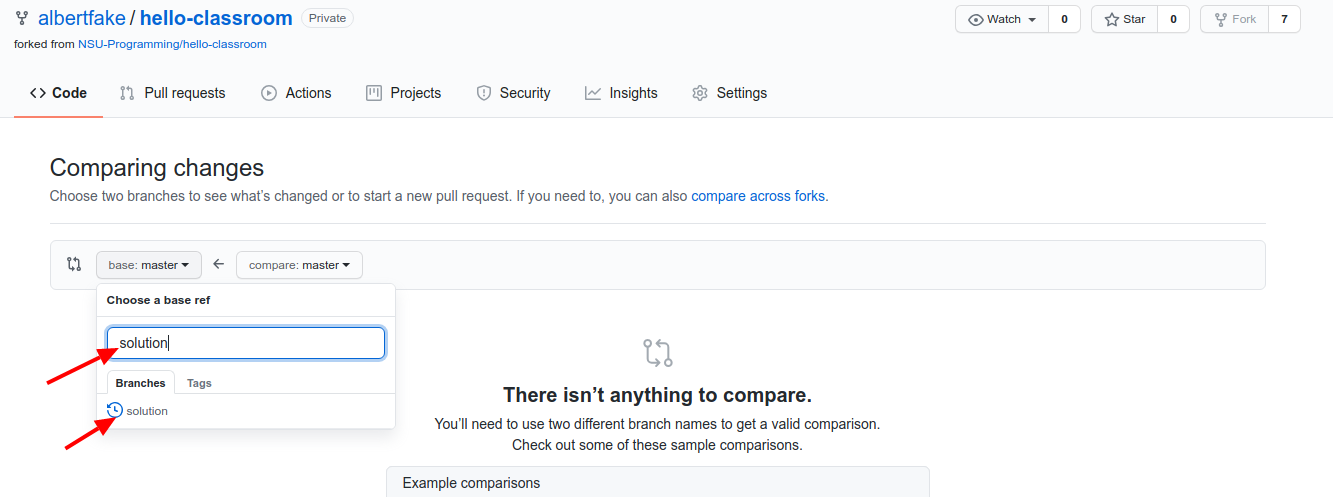 albertfake / hello-classroom Private
Watch 0 Star 0 Fork 7
forked from NSU-Programming/hello-classroom
Code Pull requests Actions Projects Security Insights Settings
Comparing changes
Choose two branches to see what's changed or to start a new pull request. If you need to, you can also compare across forks.
base: master compare: master
Choose a base ref
solution
Branches Tags
solution
There isn't anything to compare.
You'll need to use two different branch names to get a valid comparison.
Check out some of these sample comparisons.
Example comparisons